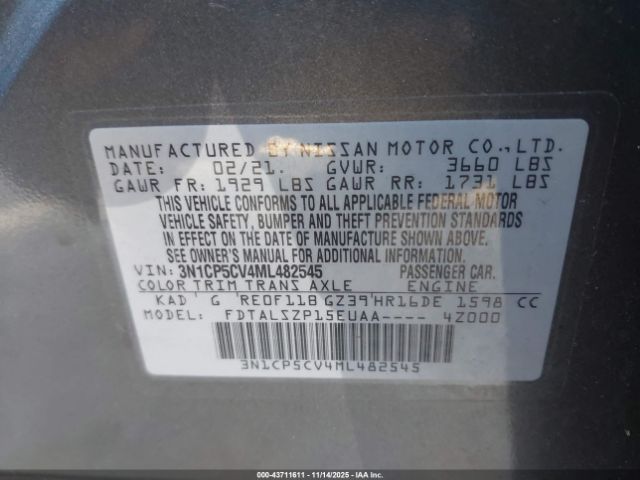 MANUFACTURED BY NISSAN MOTOR CO.,LTD.
DATE: 02/21. GVWR: 3660 LBS
GAWR FR: 1929 LBS GAWR RR: 1731 LBS
THIS VEHICLE CONFORMS TO ALL APPLICABLE FEDERAL MOTOR
VEHICLE SAFETY, BUMPER AND THEFT PREVENTION STANDARDS
IN EFFECT ON THE DATE OF MANUFACTURE SHOWN ABOVE.
SEE OWNER'S MANUAL FOR ADDITIONAL INFORMATION.
VIN: 3N1CP5CV4ML482545 PASSENGER CAR.
COLOR TRIM TRANS AXLE ENGINE
KAD G RE0F11B GZ39 HR16DE 1598 CC
MODEL: FDTALSZP15EUAA---- 4Z000
3N1CP5CV4ML482545
000-43711611 - 11/14/2025 - IAAI.COM